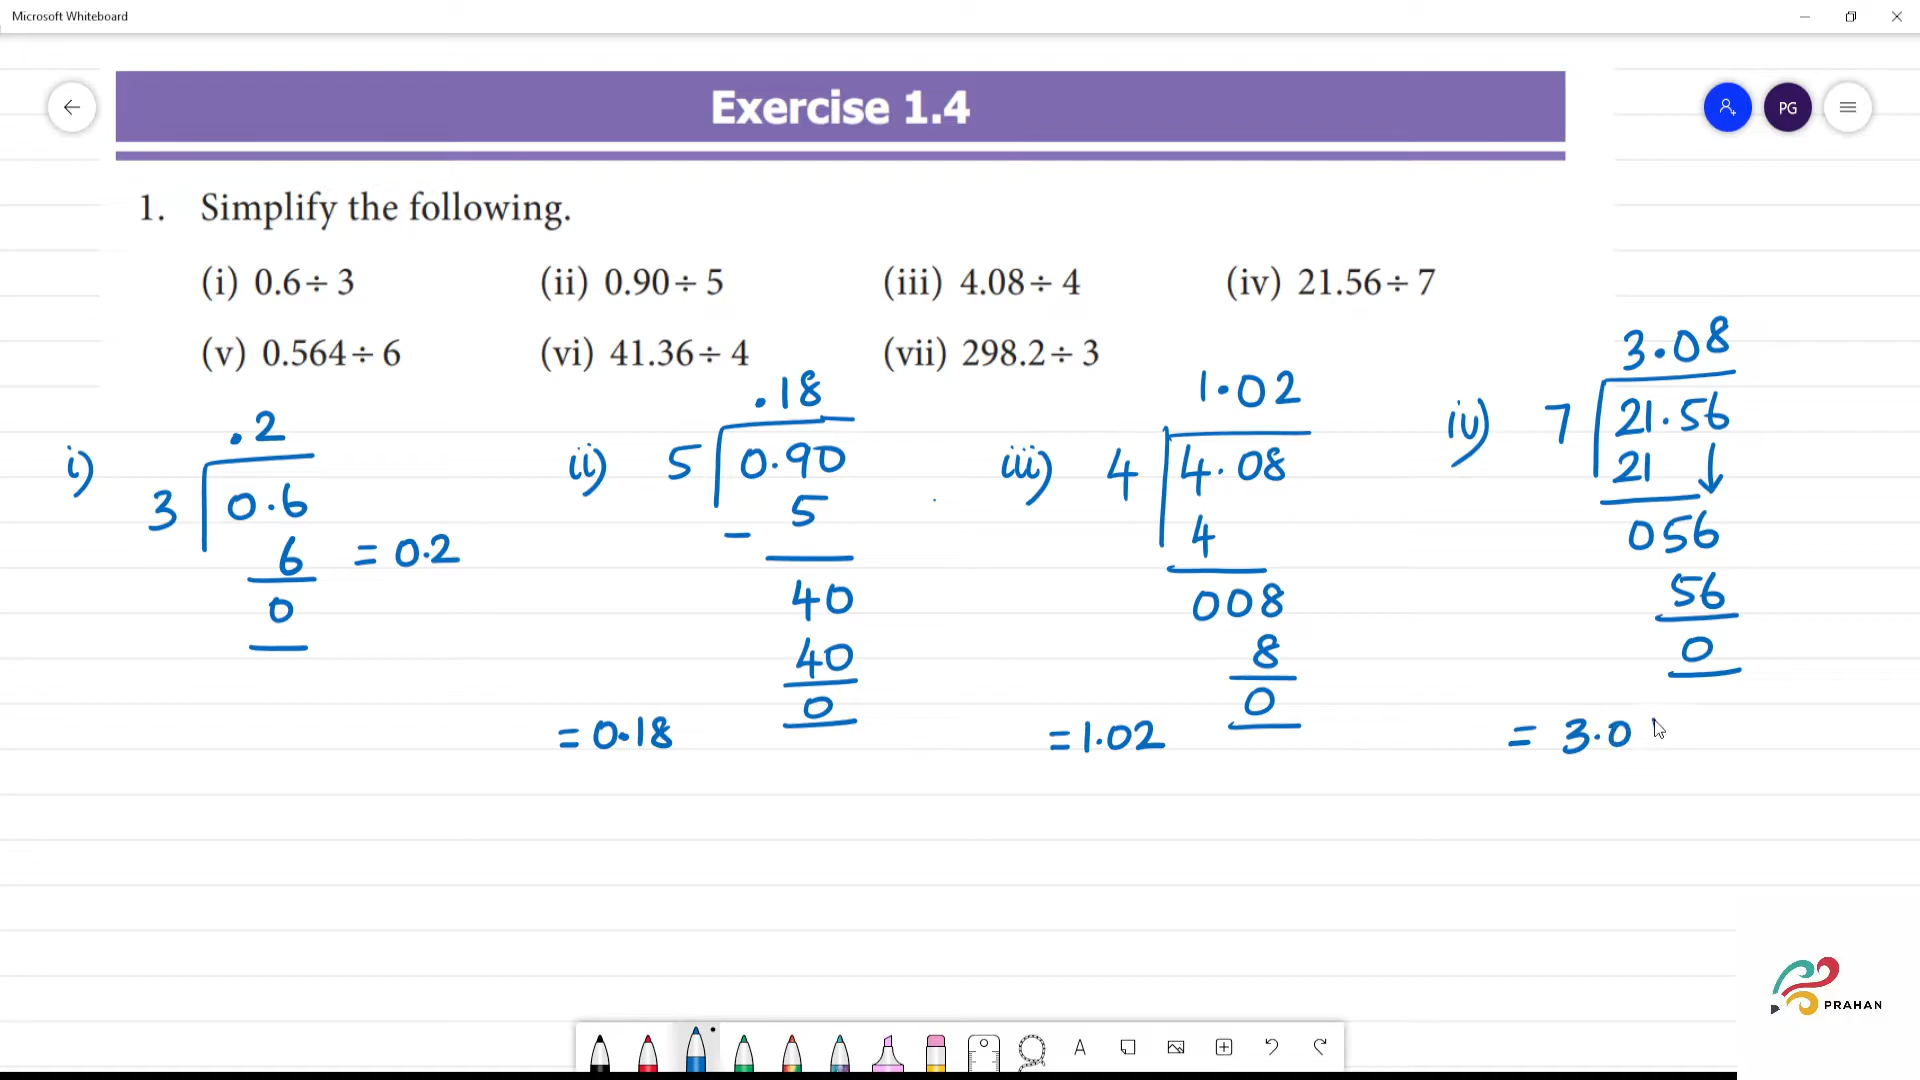 Microsoft Whiteboard
Exercise 1.4
PG
1. Simplify the following.
(i) 0.6 ÷ 3 (ii) 0.90 ÷ 5 (iii) 4.08 ÷ 4 (iv) 21.56 ÷ 7
(v) 0.564 ÷ 6 (vi) 41.36 ÷ 4 (vii) 298.2 ÷ 3
i)
.2
3 0.6
6
0
= 0.2
ii)
.18
5 0.90
- 5
40
40
0
= 0.18
iii)
1.02
4 4.08
4
008
8
0
= 1.02
iv)
3.08
7 21.56
21
056
56
0
= 3.0
PRAHAN
A